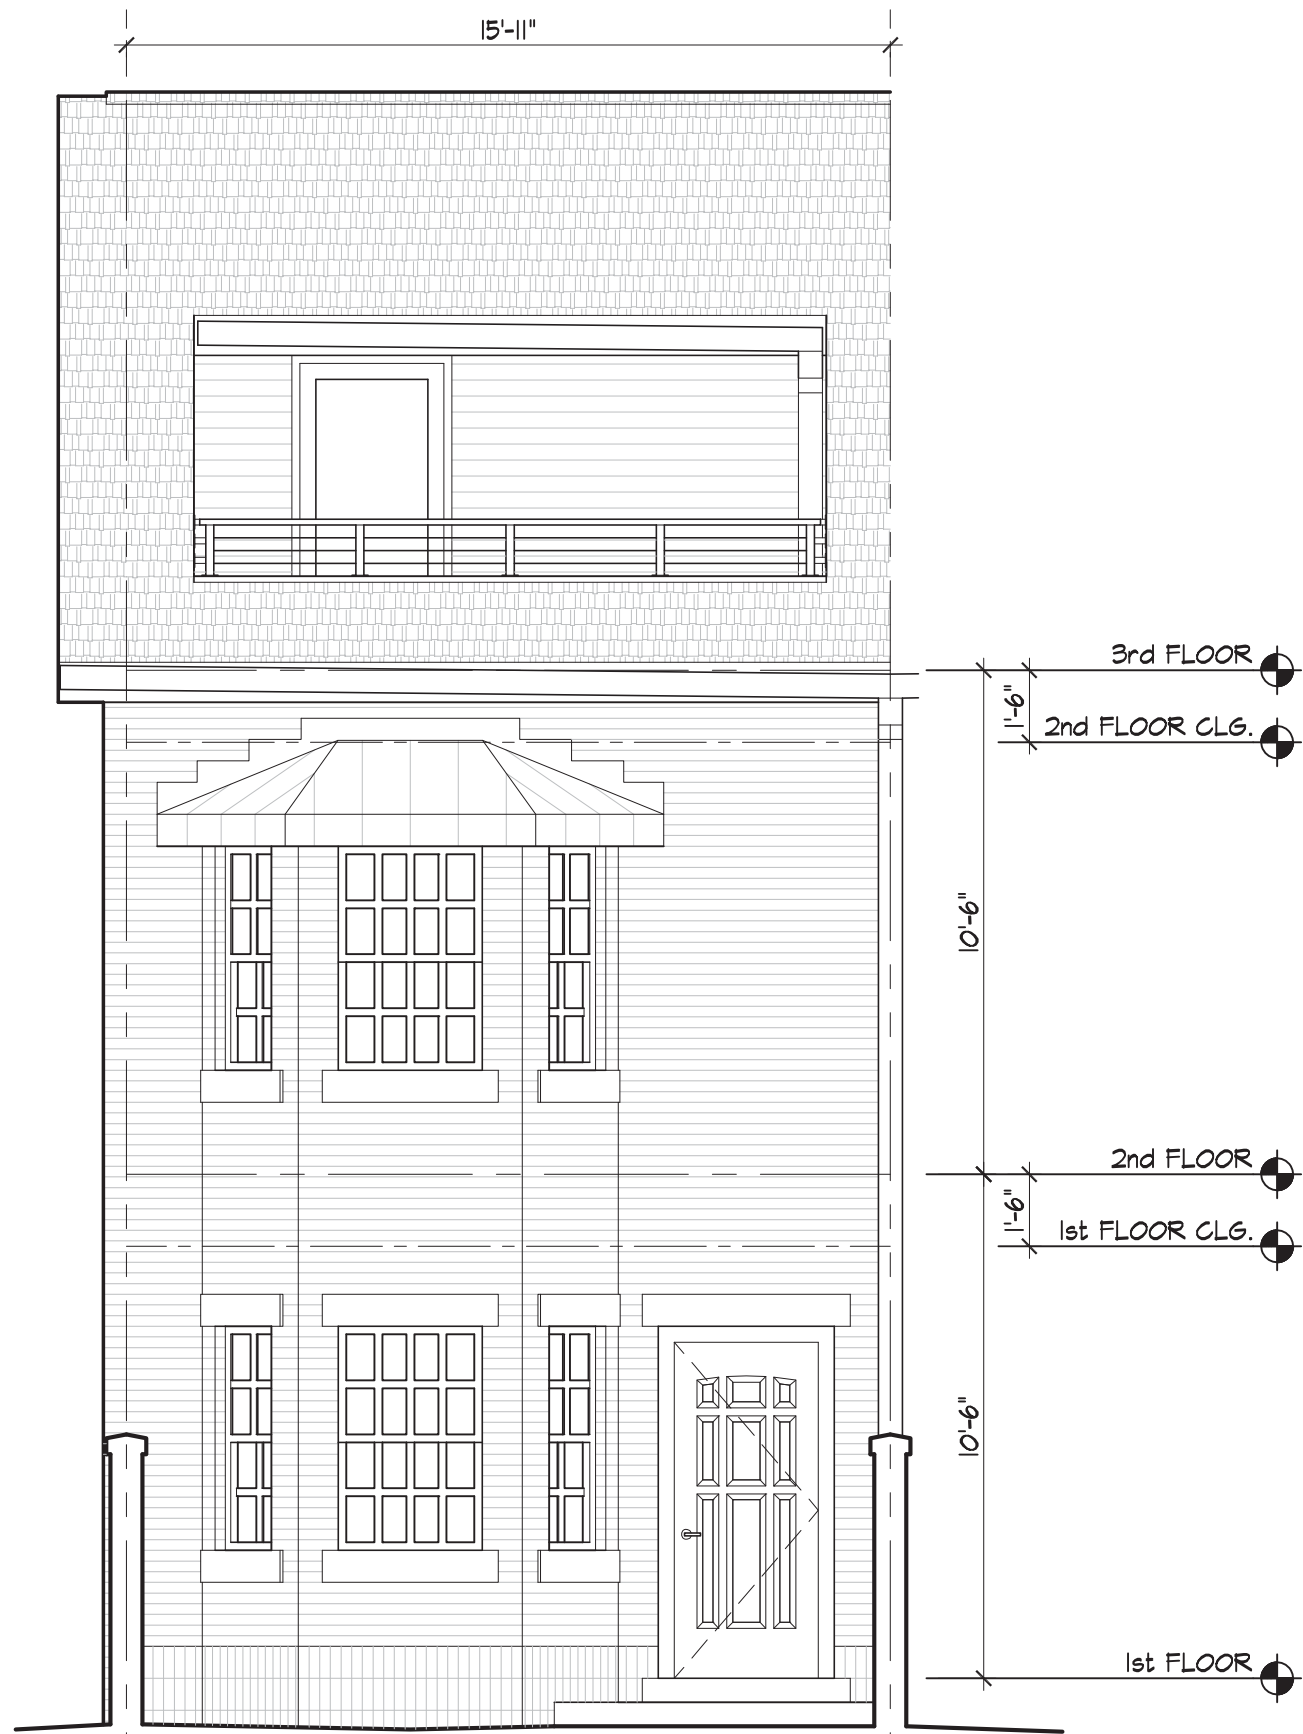 15'-11"
3rd FLOOR
1'-6"
2nd FLOOR CLG.
10'-6"
2nd FLOOR
1'-6"
1st FLOOR CLG.
10'-6"
1st FLOOR